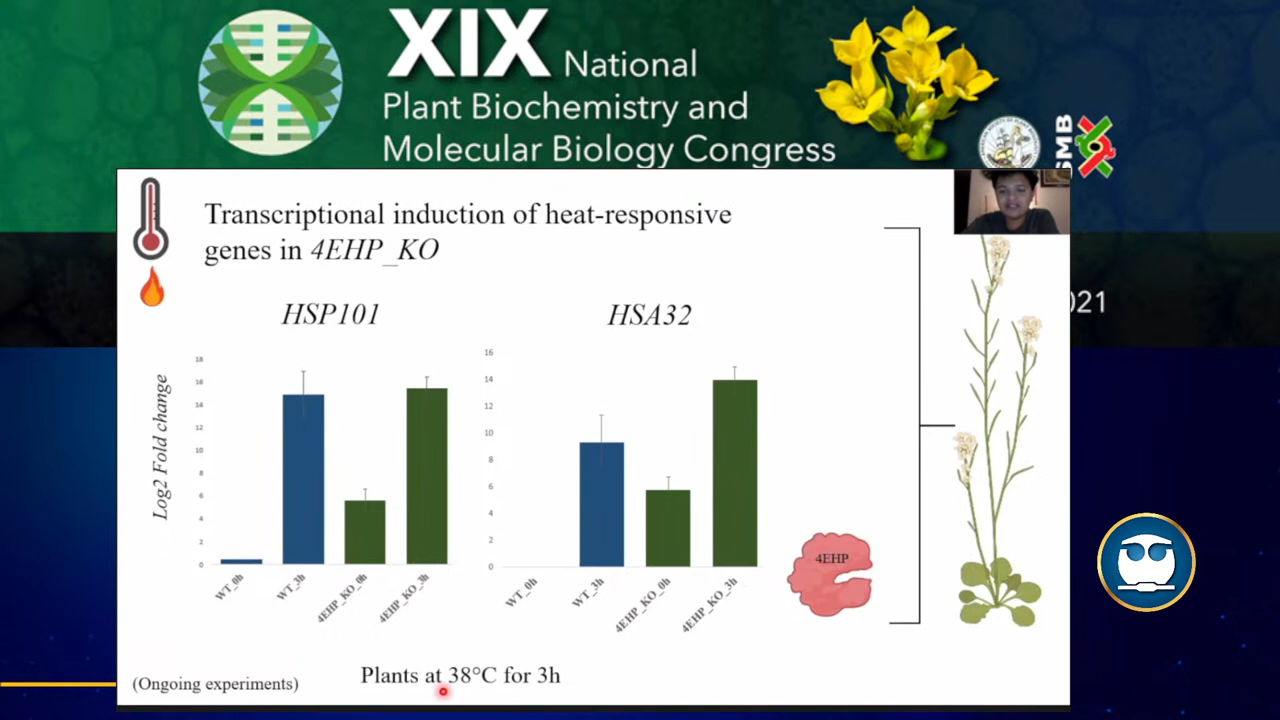 XIX National
Plant Biochemistry and
Molecular Biology Congress
SMB
021
Transcriptional induction of heat-responsive
genes in 4EHP_KO
HSP101
HSA32
Log2 Fold change
18
16
14
12
10
8
6
4
2
0
WT_0h
WT_3h
4EHP_KO_0h
4EHP_KO_3h
16
14
12
10
8
6
4
2
0
WT_0h
WT_3h
4EHP_KO_0h
4EHP_KO_3h
4EHP
Plants at 38°C for 3h
(Ongoing experiments)